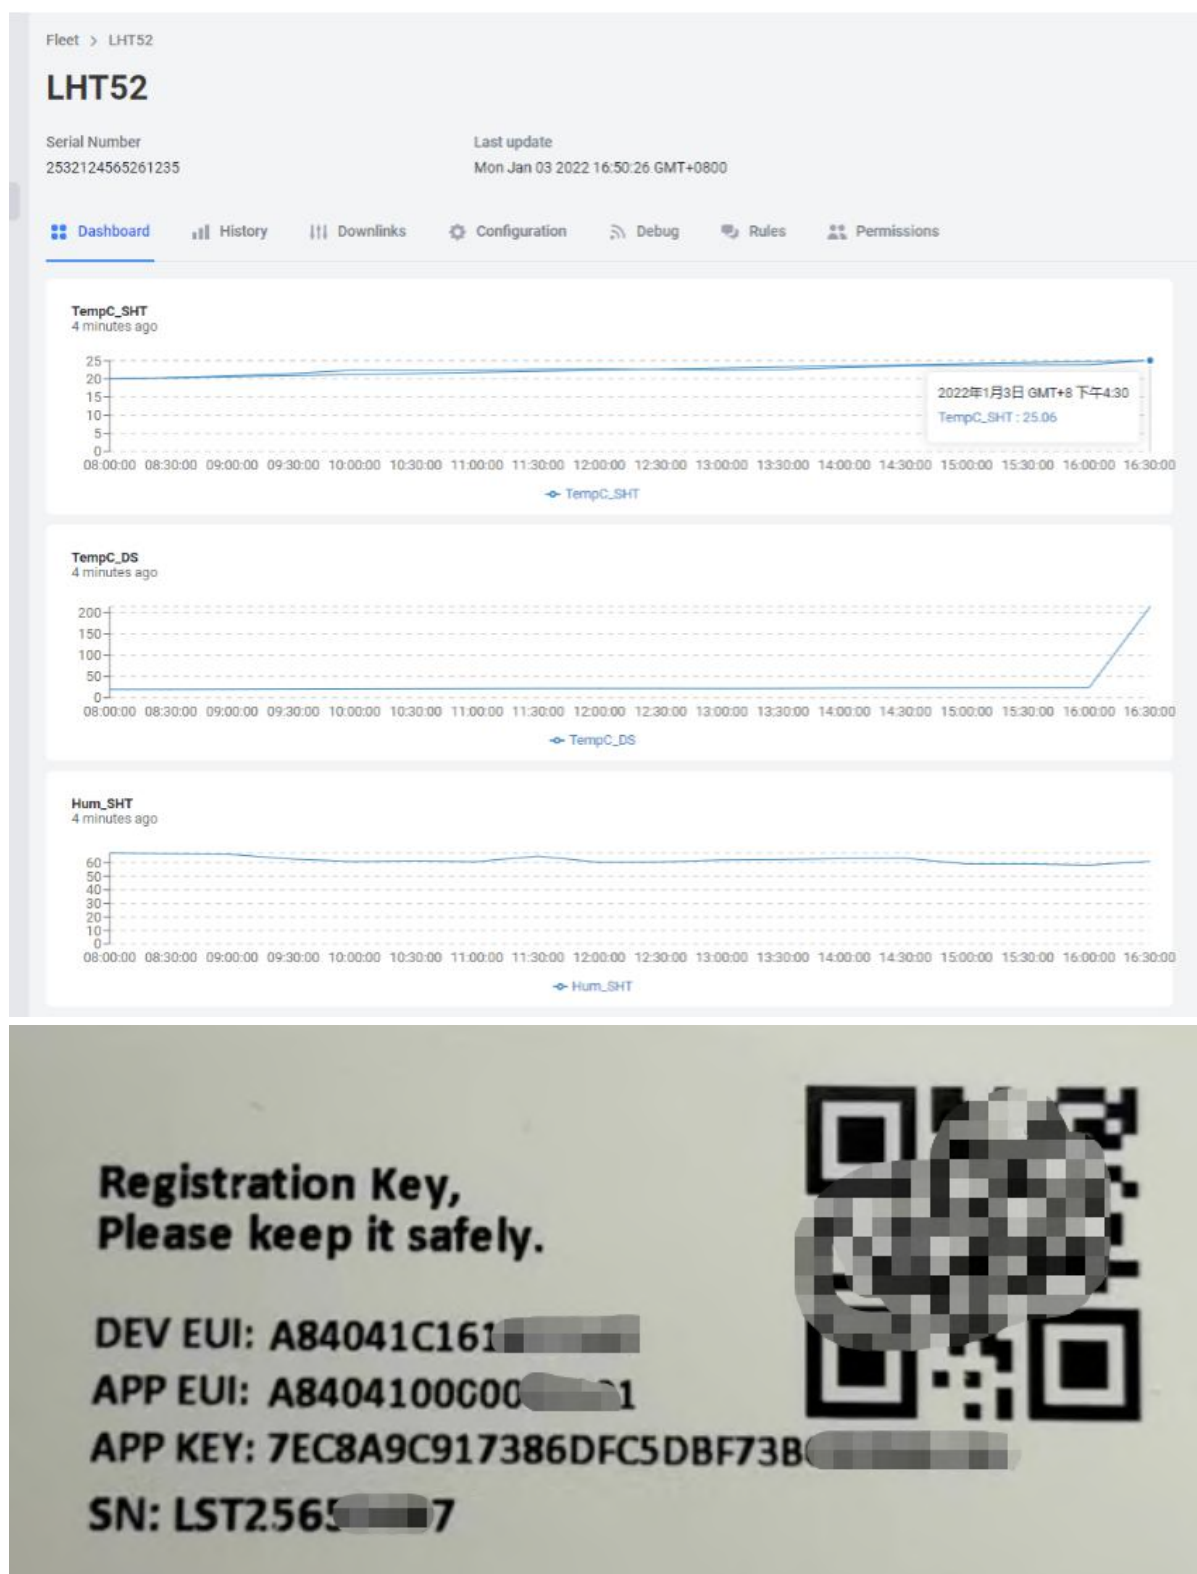 Fleet > LHT52
LHT52
Serial Number Last update
2532124565261235 Mon Jan 03 2022 16:50:26 GMT+0800
Dashboard History Downlinks Configuration Debug Rules Permissions
TempC_SHT
4 minutes ago
25
20
15
10
5
0
2022年1月3日 GMT+8 下午4:30
TempC_SHT : 25.06
08:00:00 08:30:00 09:00:00 09:30:00 10:00:00 10:30:00 11:00:00 11:30:00 12:00:00 12:30:00 13:00:00 13:30:00 14:00:00 14:30:00 15:00:00 15:30:00 16:00:00 16:30:00
TempC_SHT
TempC_DS
4 minutes ago
200
150
100
50
0
08:00:00 08:30:00 09:00:00 09:30:00 10:00:00 10:30:00 11:00:00 11:30:00 12:00:00 12:30:00 13:00:00 13:30:00 14:00:00 14:30:00 15:00:00 15:30:00 16:00:00 16:30:00
TempC_DS
Hum_SHT
4 minutes ago
60
50
40
30
20
10
0
08:00:00 08:30:00 09:00:00 09:30:00 10:00:00 10:30:00 11:00:00 11:30:00 12:00:00 12:30:00 13:00:00 13:30:00 14:00:00 14:30:00 15:00:00 15:30:00 16:00:00 16:30:00
Hum_SHT
Registration Key,
Please keep it safely.
DEV EUI:
APP EUI:
APP KEY:
SN: